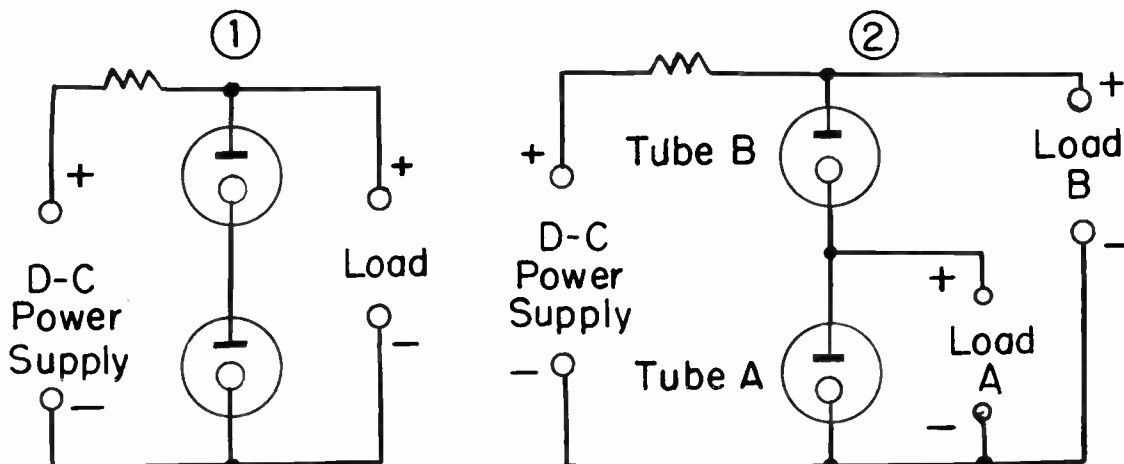 ①
+
+
D-C
Power
Supply
Load
−
−
②
+
+
Tube B
Load
B
D-C
Power
Supply
−
+
Tube A
Load
A
−
−